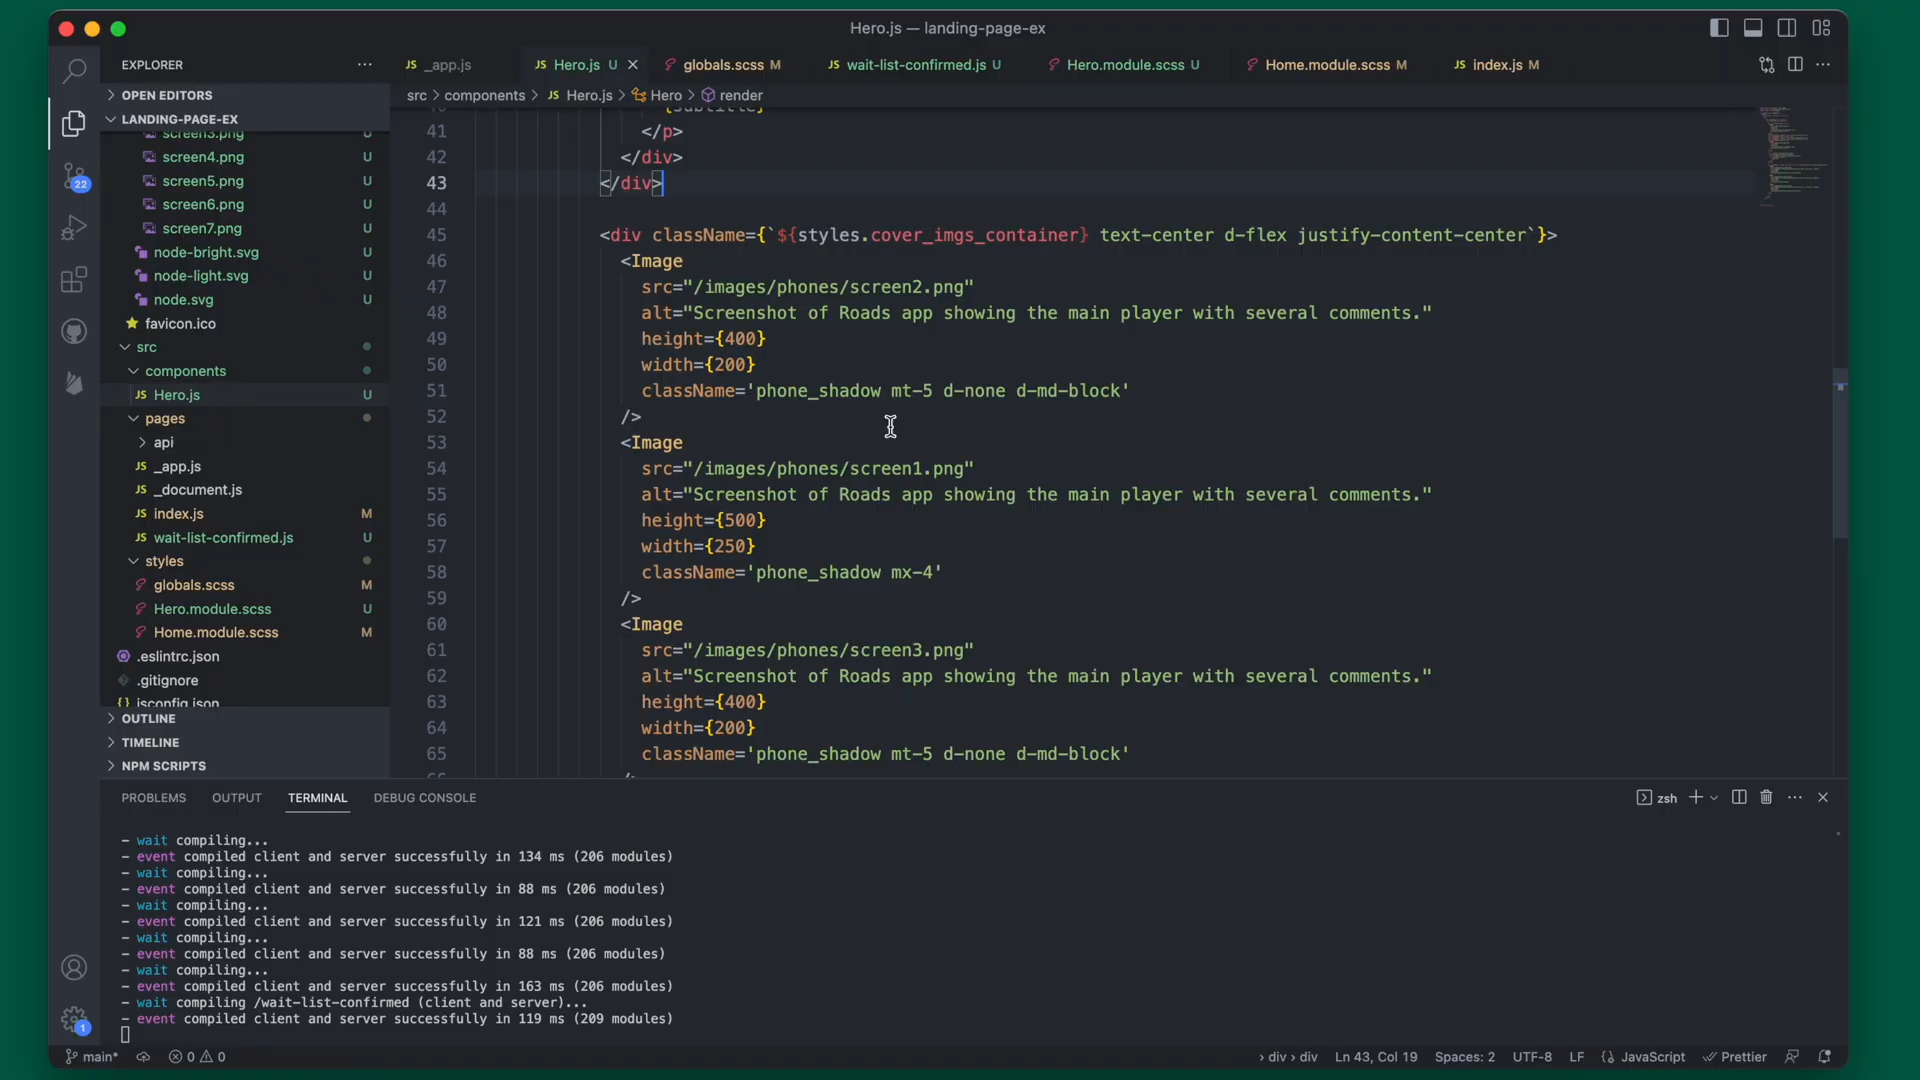 Hero.js — landing-page-ex
EXPLORER
JS _app.js
JS Hero.js U
globals.scss M
JS wait-list-confirmed.js U
Hero.module.scss U
Home.module.scss M
JS index.js M
src > components > JS Hero.js > Hero > render
OPEN EDITORS
LANDING-PAGE-EX
screen3.png U
screen4.png U
screen5.png U
screen6.png U
screen7.png U
node-bright.svg U
node-light.svg U
node.svg U
favicon.ico
src
components
JS Hero.js U
pages
api
JS _app.js
JS _document.js
JS index.js M
JS wait-list-confirmed.js U
styles
globals.scss M
Hero.module.scss U
Home.module.scss M
.eslintrc.json
.gitignore
{} jsconfig.json
OUTLINE
TIMELINE
NPM SCRIPTS
22
1
40 {subtitle}
41 </p>
42 </div>
43 </div>
44
45 <div className={`${styles.cover_imgs_container} text-center d-flex justify-content-center`}>
46 <Image
47 src="/images/phones/screen2.png"
48 alt="Screenshot of Roads app showing the main player with several comments."
49 height={400}
50 width={200}
51 className='phone_shadow mt-5 d-none d-md-block'
52 />
53 <Image
54 src="/images/phones/screen1.png"
55 alt="Screenshot of Roads app showing the main player with several comments."
56 height={500}
57 width={250}
58 className='phone_shadow mx-4'
59 />
60 <Image
61 src="/images/phones/screen3.png"
62 alt="Screenshot of Roads app showing the main player with several comments."
63 height={400}
64 width={200}
65 className='phone_shadow mt-5 d-none d-md-block'
PROBLEMS OUTPUT TERMINAL DEBUG CONSOLE
zsh
- wait compiling...
- event compiled client and server successfully in 134 ms (206 modules)
- wait compiling...
- event compiled client and server successfully in 88 ms (206 modules)
- wait compiling...
- event compiled client and server successfully in 121 ms (206 modules)
- wait compiling...
- event compiled client and server successfully in 88 ms (206 modules)
- wait compiling...
- event compiled client and server successfully in 163 ms (206 modules)
- wait compiling /wait-list-confirmed (client and server)...
- event compiled client and server successfully in 119 ms (209 modules)
main* 0 0
> div > div Ln 43, Col 19 Spaces: 2 UTF-8 LF {} JavaScript Prettier